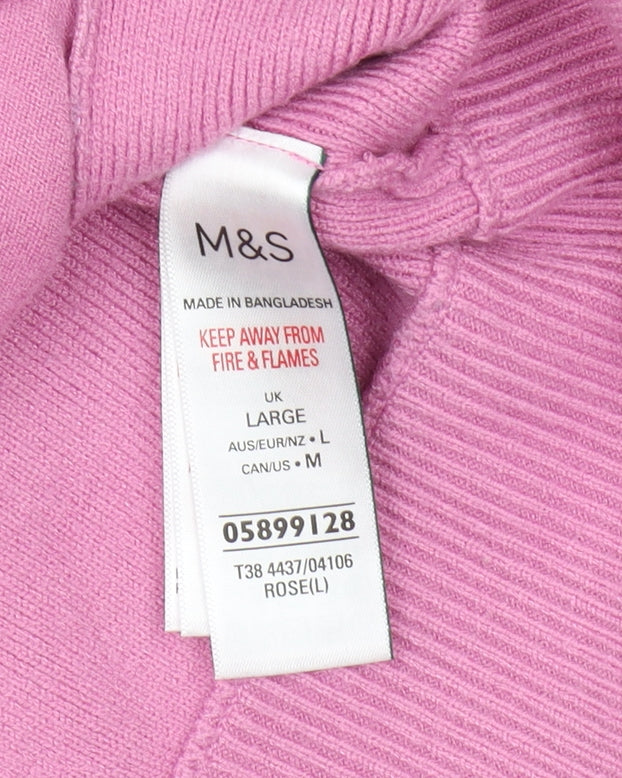 M&S
MADE IN BANGLADESH
KEEP AWAY FROM
FIRE & FLAMES
UK
LARGE
AUS/EUR/NZ • L
CAN/US • M
05899128
T38 4437/04106
ROSE(L)